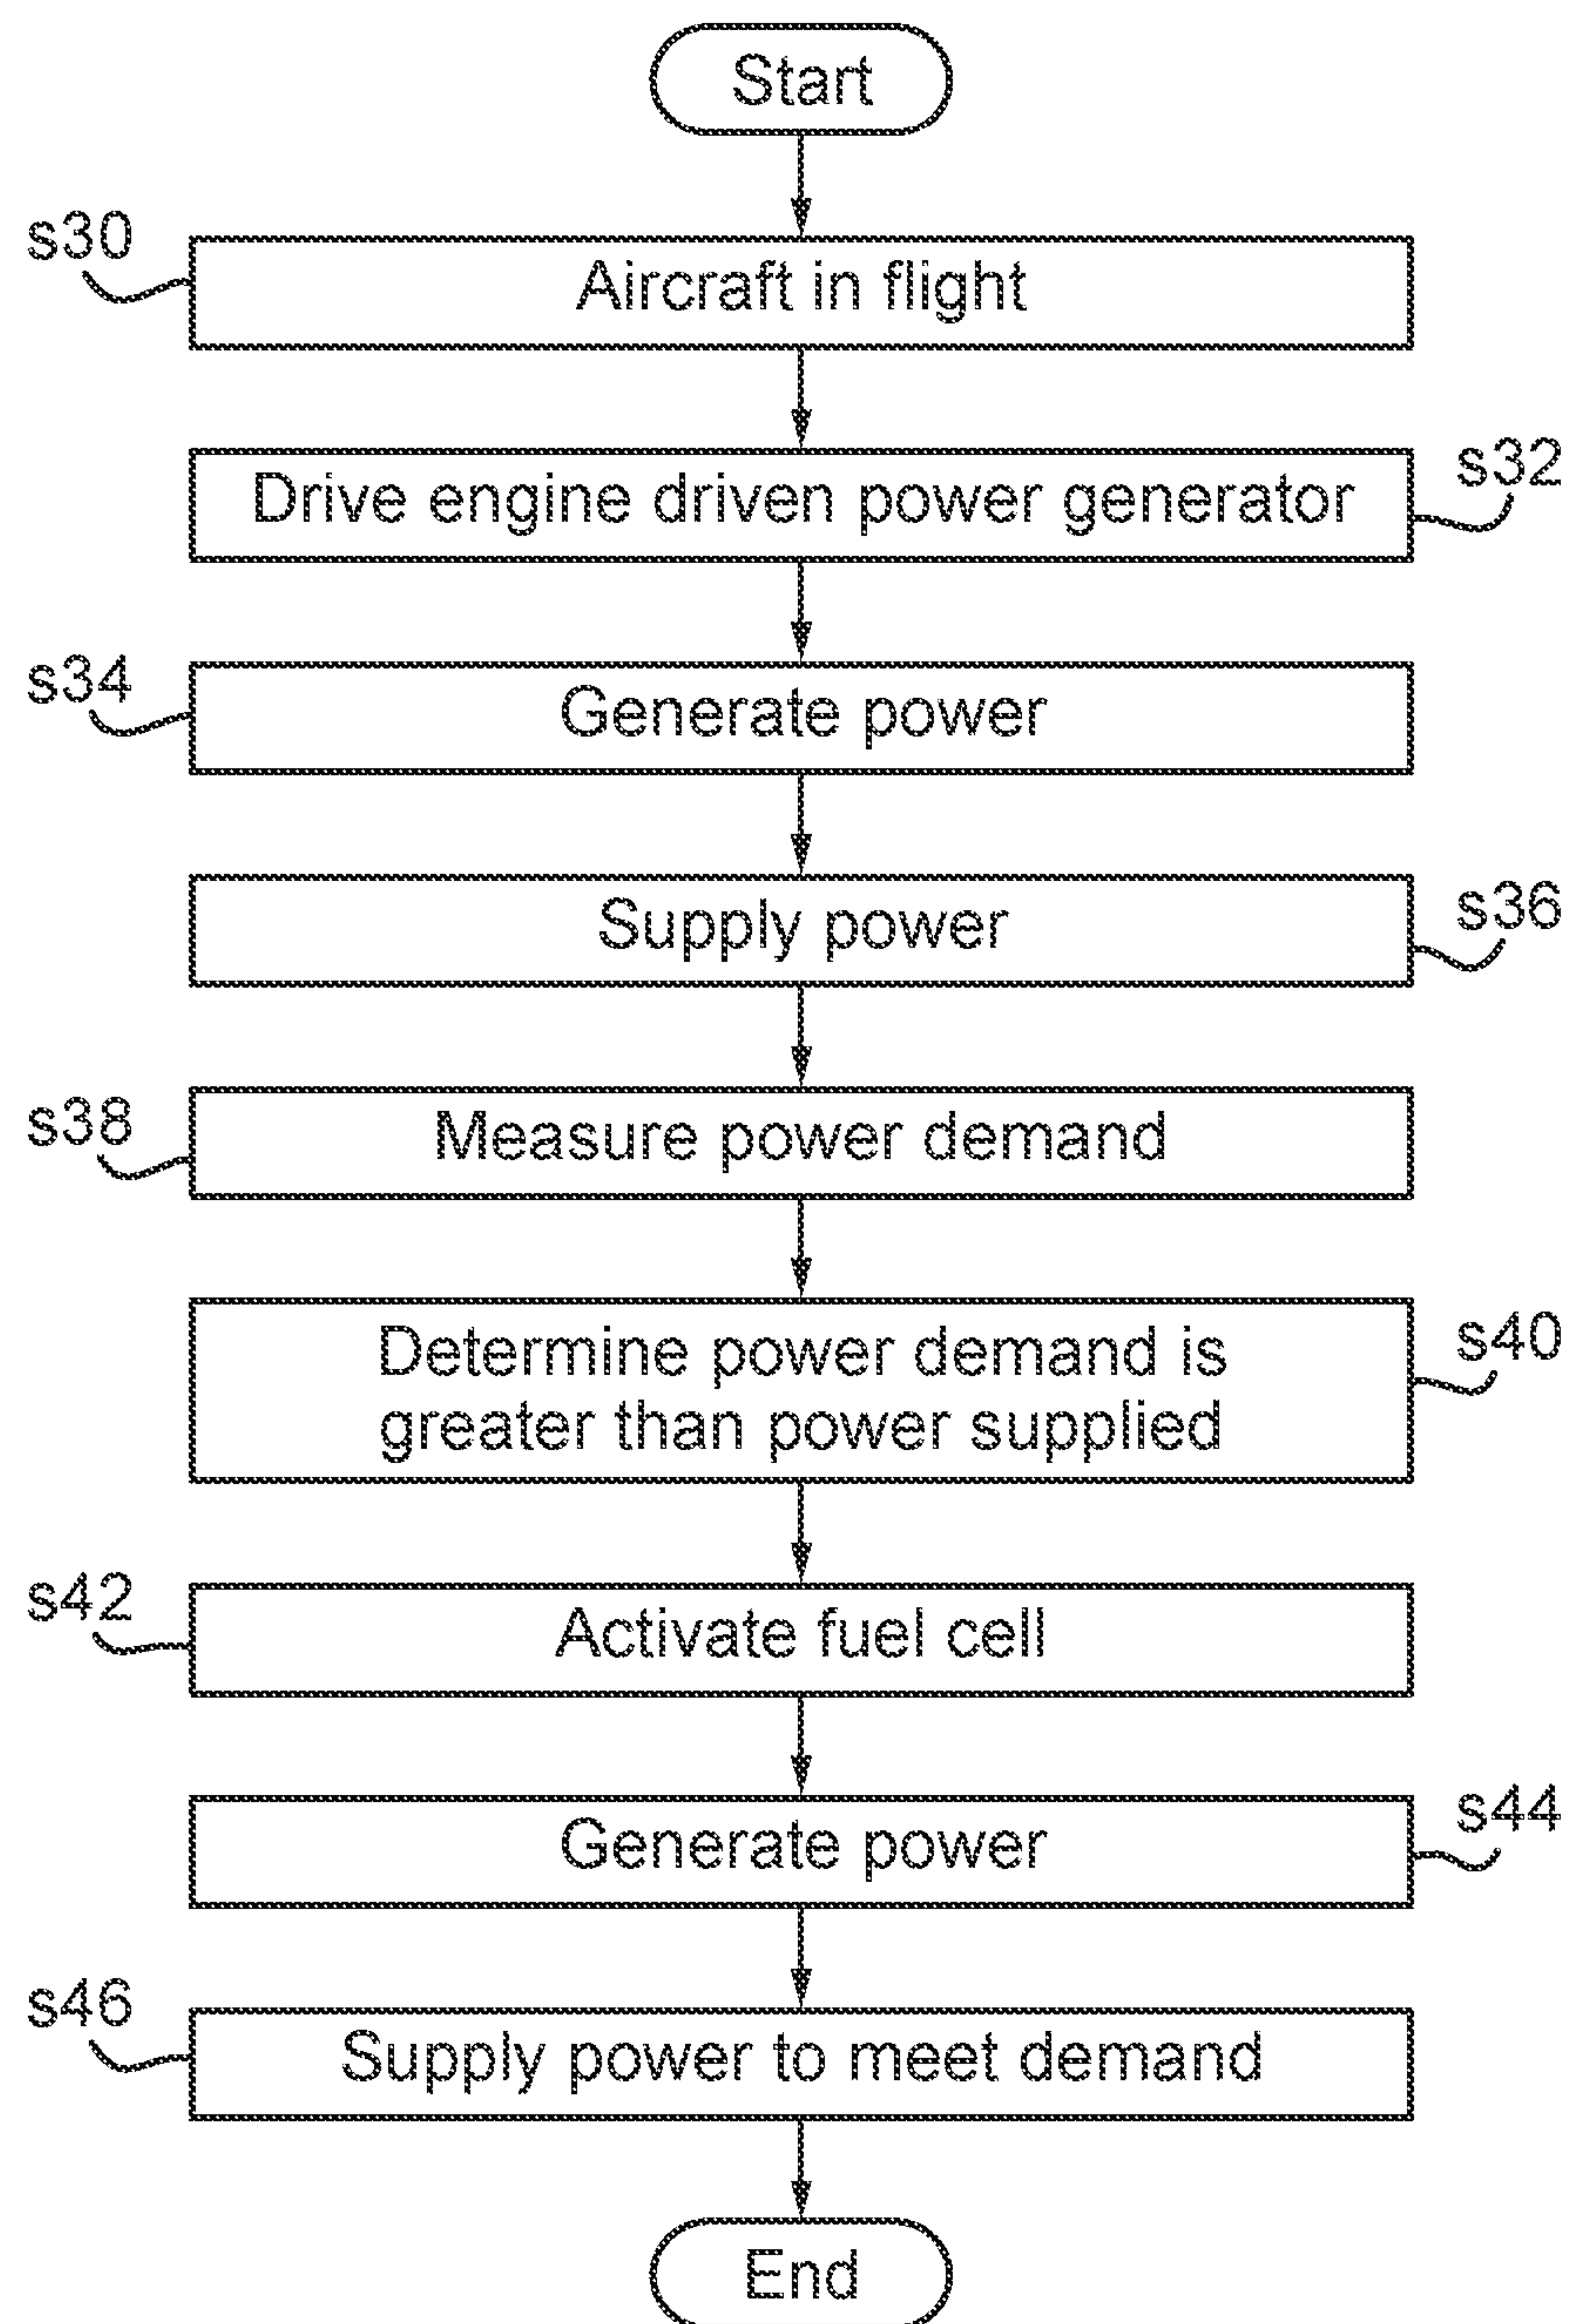 Start
s30
Aircraft in flight
s32
Drive engine driven power generator
s34
Generate power
s36
Supply power
s38
Measure power demand
s40
Determine power demand is
greater than power supplied
s42
Activate fuel cell
s44
Generate power
s46
Supply power to meet demand
End